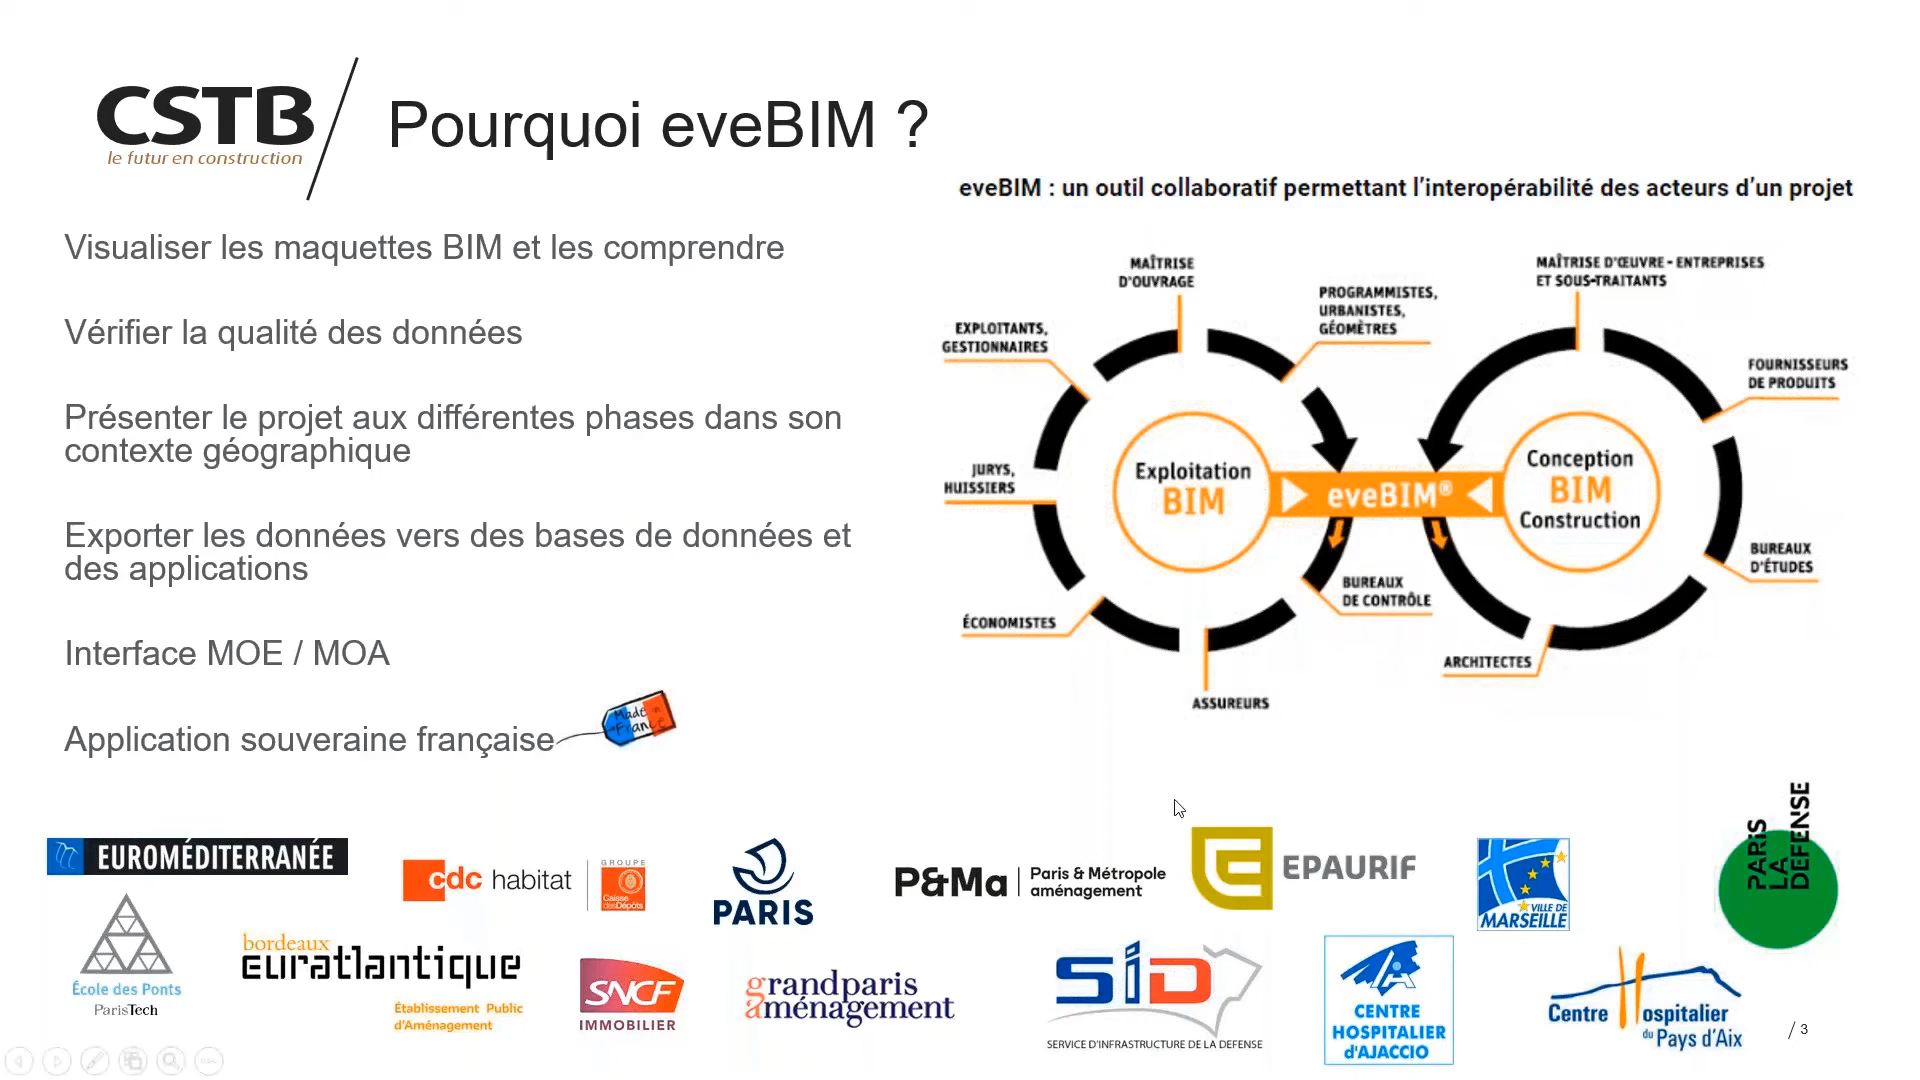 CSTB
le futur en construction
Pourquoi eveBIM ?
Visualiser les maquettes BIM et les comprendre
Vérifier la qualité des données
Présenter le projet aux différentes phases dans son
contexte géographique
Exporter les données vers des bases de données et
des applications
Interface MOE / MOA
Application souveraine française
Made in
France
eveBIM : un outil collaboratif permettant l'interopérabilité des acteurs d'un projet
MAÎTRISE
D'OUVRAGE
PROGRAMMISTES,
URBANISTES,
GÉOMÈTRES
EXPLOITANTS,
GESTIONNAIRES
JURYS,
HUISSIERS
ÉCONOMISTES
ASSUREURS
BUREAUX
DE CONTRÔLE
Exploitation
BIM
eveBIM®
Conception
BIM
Construction
MAÎTRISE D'ŒUVRE - ENTREPRISES
ET SOUS-TRAITANTS
FOURNISSEURS
DE PRODUITS
BUREAUX
D'ÉTUDES
ARCHITECTES
EUROMÉDITERRANÉE
cdc habitat
GROUPE
Caisse
des Dépôts
PARIS
P&Ma
Paris & Métropole
aménagement
EPAURIF
VILLE DE
MARSEILLE
PARIS
LA
DEFENSE
École des Ponts
ParisTech
bordeaux
euratlantique
Établissement Public
d'Aménagement
SNCF
IMMOBILIER
grandparis
aménagement
SID
SERVICE D'INFRASTRUCTURE DE LA DEFENSE
CENTRE
HOSPITALIER
d'AJACCIO
Centre Hospitalier
du Pays d'Aix
/ 3